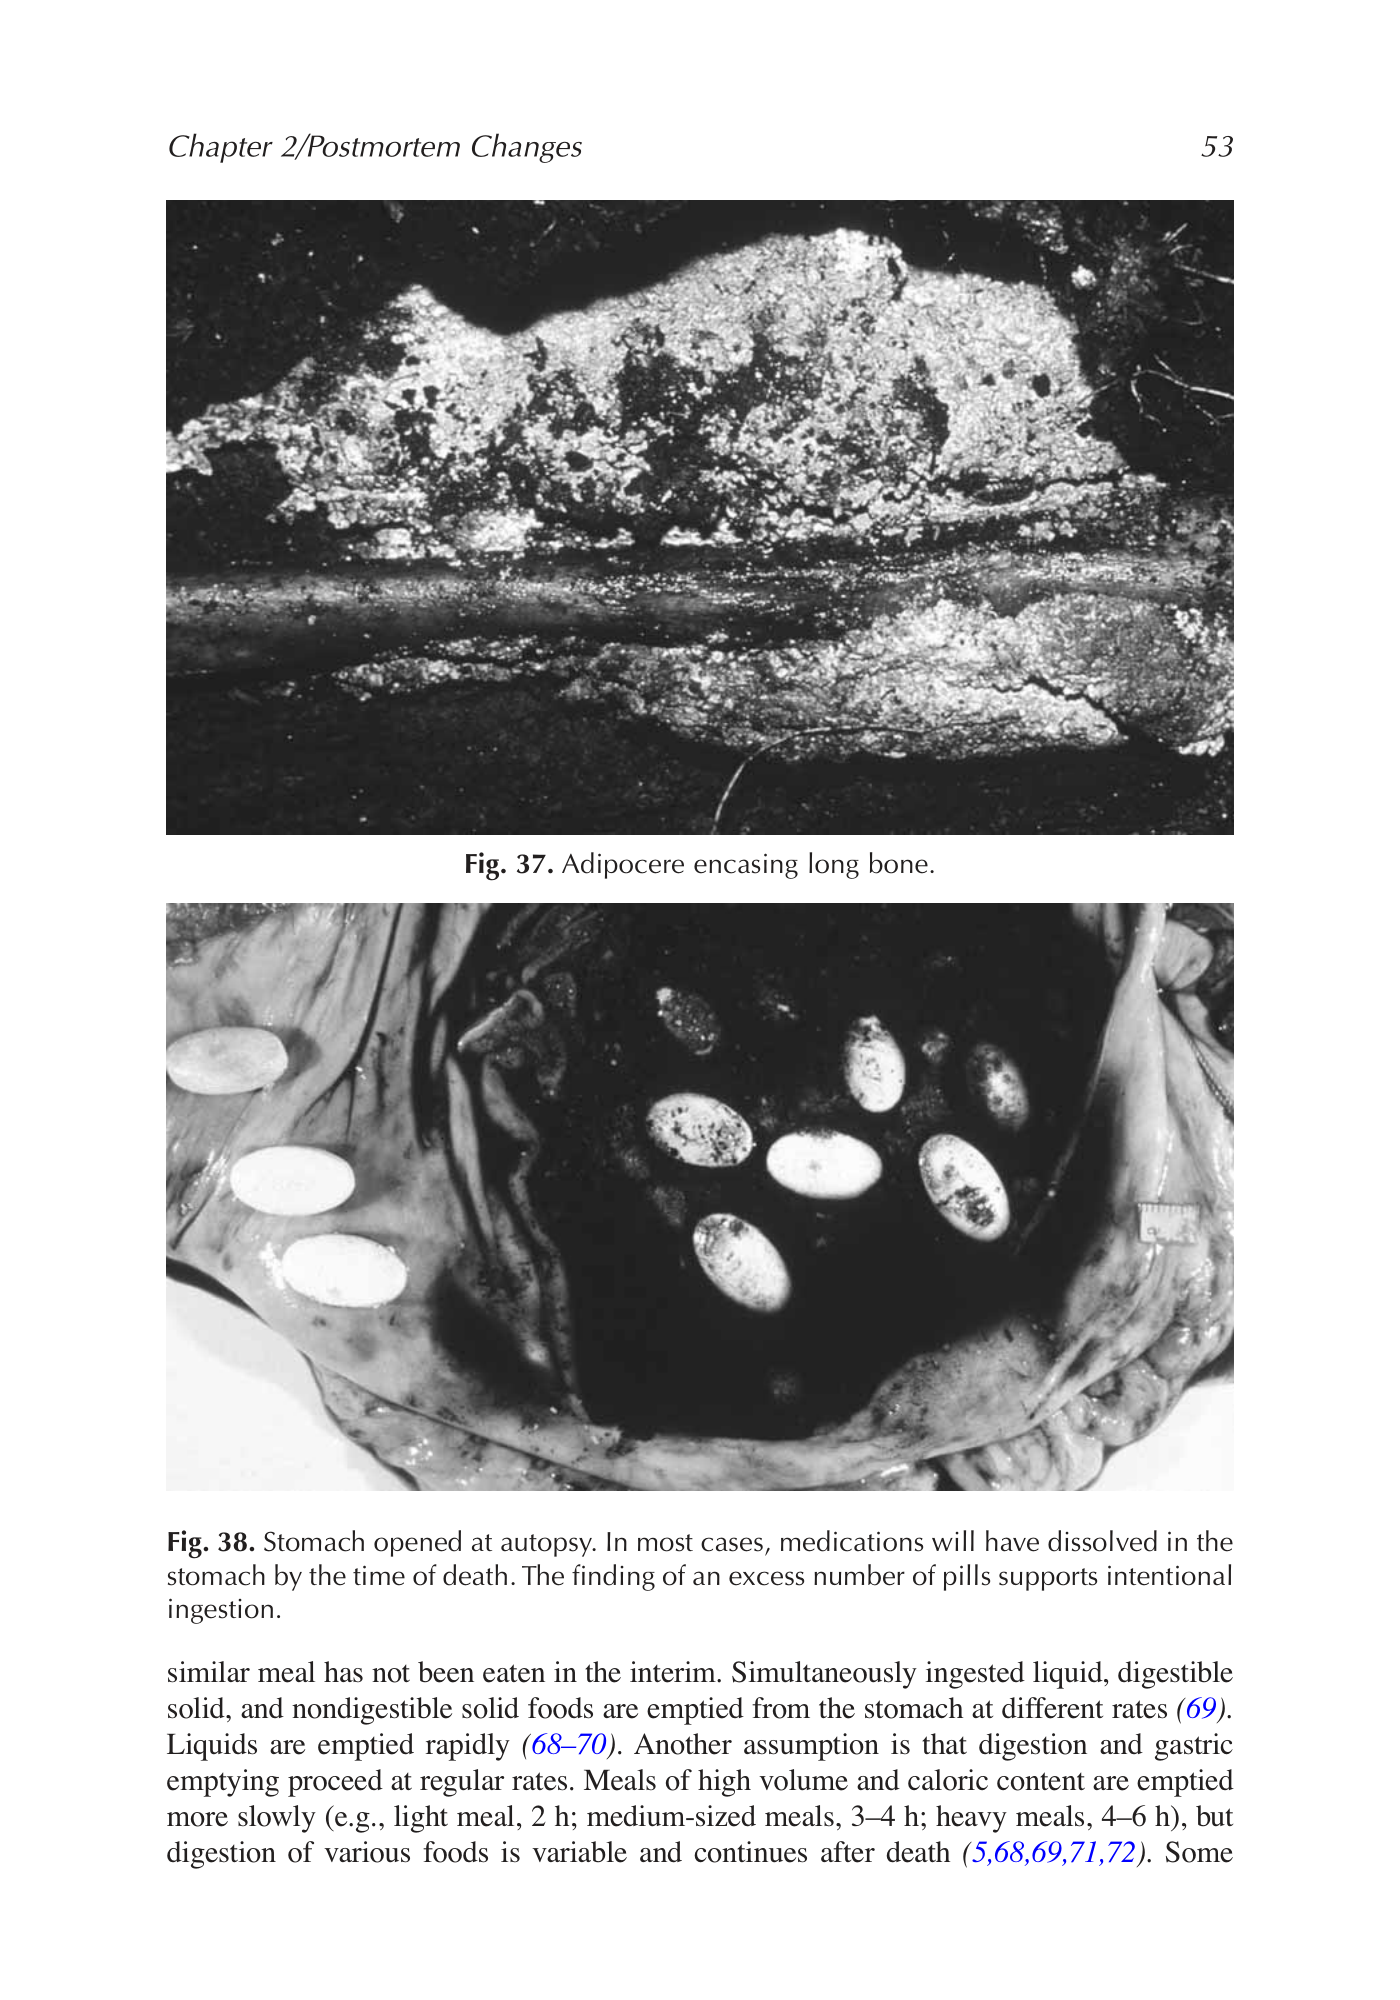 Chapter 2/Postmortem Changes 53
Fig. 37. Adipocere encasing long bone.
Fig. 38. Stomach opened at autopsy. In most cases, medications will have dissolved in the
stomach by the time of death. The finding of an excess number of pills supports intentional
ingestion.
similar meal has not been eaten in the interim. Simultaneously ingested liquid, digestible
solid, and nondigestible solid foods are emptied from the stomach at different rates (69).
Liquids are emptied rapidly (68–70). Another assumption is that digestion and gastric
emptying proceed at regular rates. Meals of high volume and caloric content are emptied
more slowly (e.g., light meal, 2 h; medium-sized meals, 3–4 h; heavy meals, 4–6 h), but
digestion of various foods is variable and continues after death (5,68,69,71,72). Some